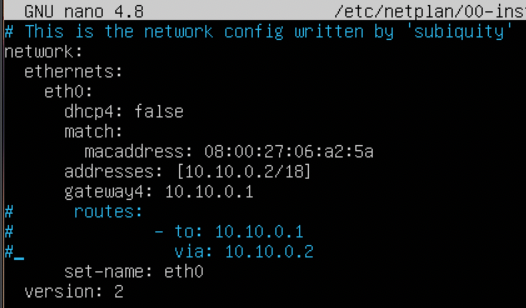 GNU nano 4.8 /etc/netplan/00-ins
# This is the network config written by 'subiquity'
network:
  ethernets:
    eth0:
      dhcp4: false
      match:
        macaddress: 08:00:27:06:a2:5a
      addresses: [10.10.0.2/18]
      gateway4: 10.10.0.1
#      routes:
#              - to: 10.10.0.1
#_               via: 10.10.0.2
      set-name: eth0
  version: 2